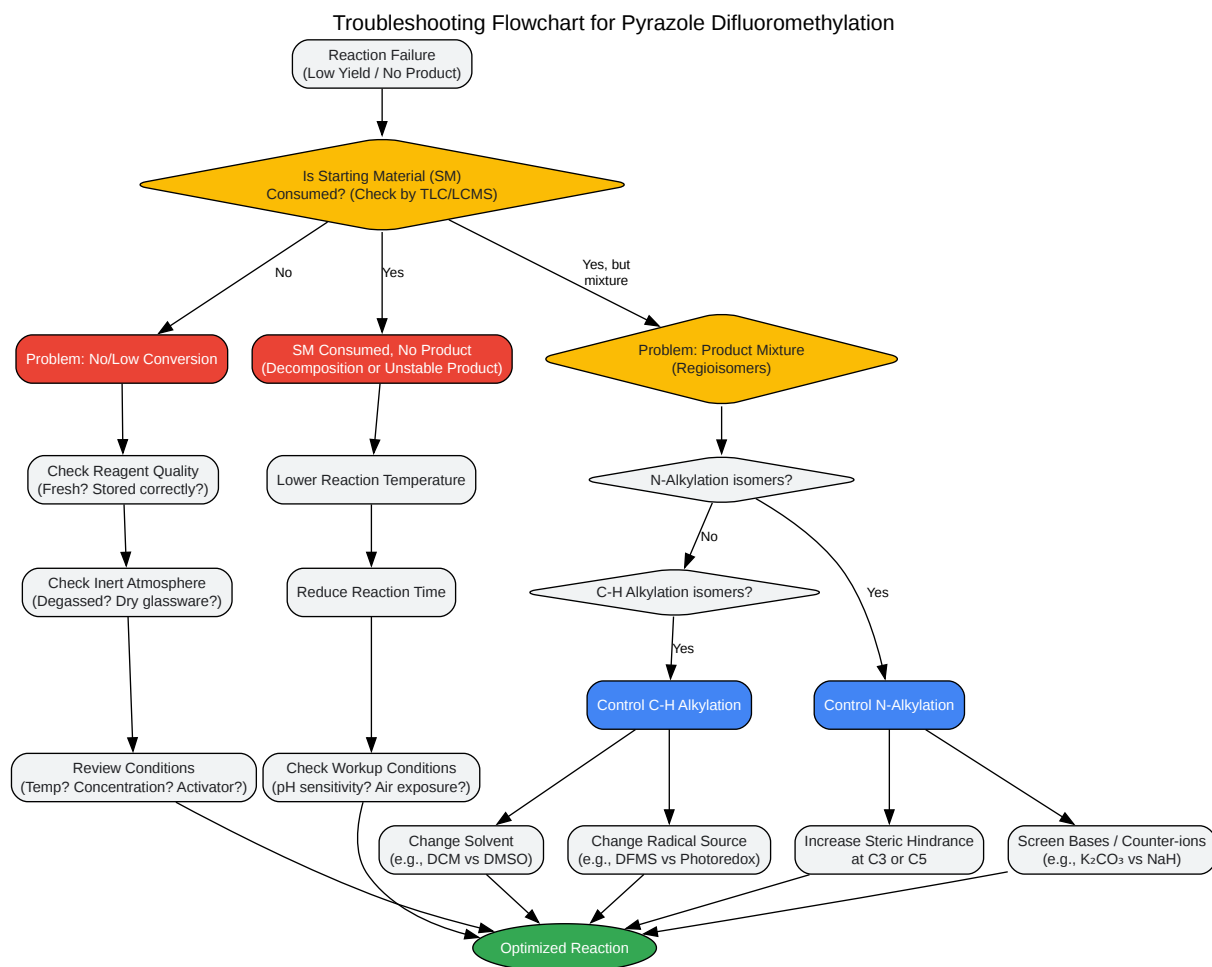 Troubleshooting Flowchart for Pyrazole Difluoromethylation
Reaction Failure
(Low Yield / No Product)
Is Starting Material (SM)
Consumed? (Check by TLC/LCMS)
No
Yes
Yes, but
mixture
Problem: No/Low Conversion
SM Consumed, No Product
(Decomposition or Unstable Product)
Problem: Product Mixture
(Regioisomers)
Check Reagent Quality
(Fresh? Stored correctly?)
Lower Reaction Temperature
N-Alkylation isomers?
No
Yes
Check Inert Atmosphere
(Degassed? Dry glassware?)
Reduce Reaction Time
C-H Alkylation isomers?
Yes
Control C-H Alkylation
Control N-Alkylation
Review Conditions
(Temp? Concentration? Activator?)
Check Workup Conditions
(pH sensitivity? Air exposure?)
Change Solvent
(e.g., DCM vs DMSO)
Change Radical Source
(e.g., DFMS vs Photoredox)
Increase Steric Hindrance
at C3 or C5
Screen Bases / Counter-ions
(e.g., K₂CO₃ vs NaH)
Optimized Reaction